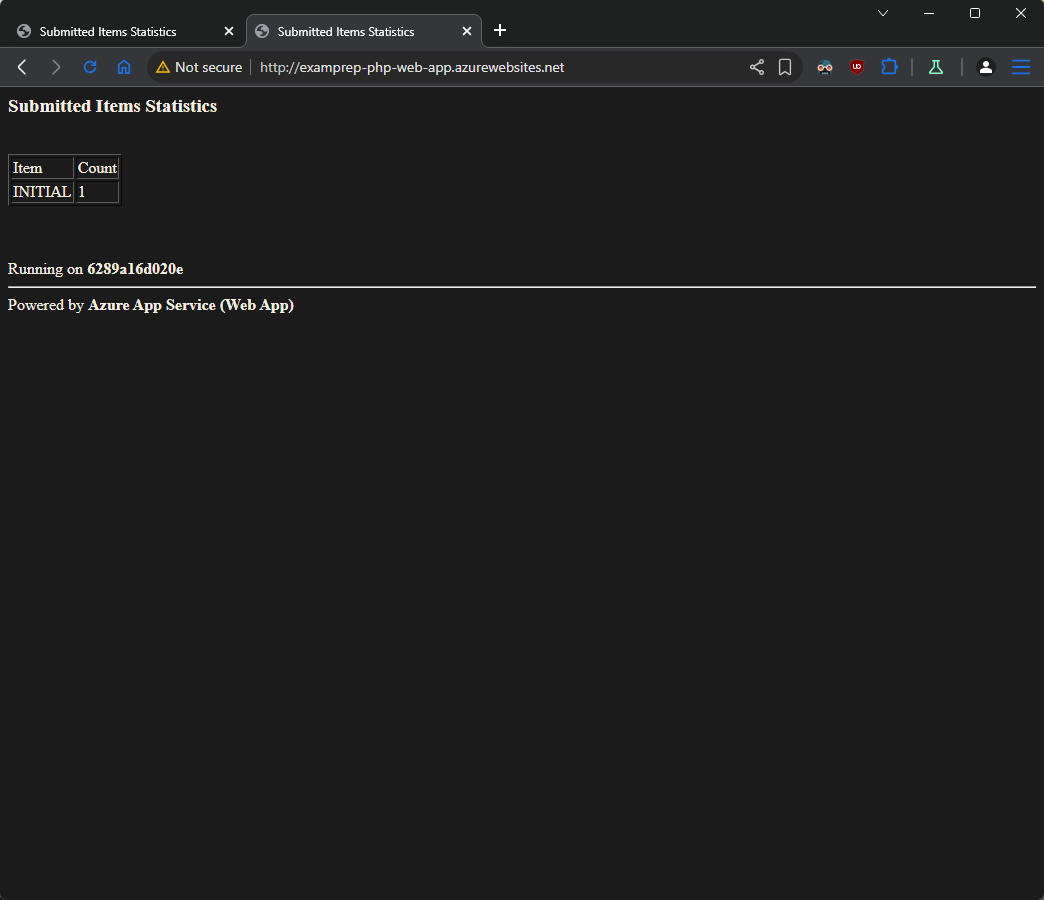 Submitted Items Statistics
Submitted Items Statistics
Not secure http://examprep-php-web-app.azurewebsites.net
Submitted Items Statistics
Item Count
INITIAL 1
Running on 6289a16d020e
Powered by Azure App Service (Web App)